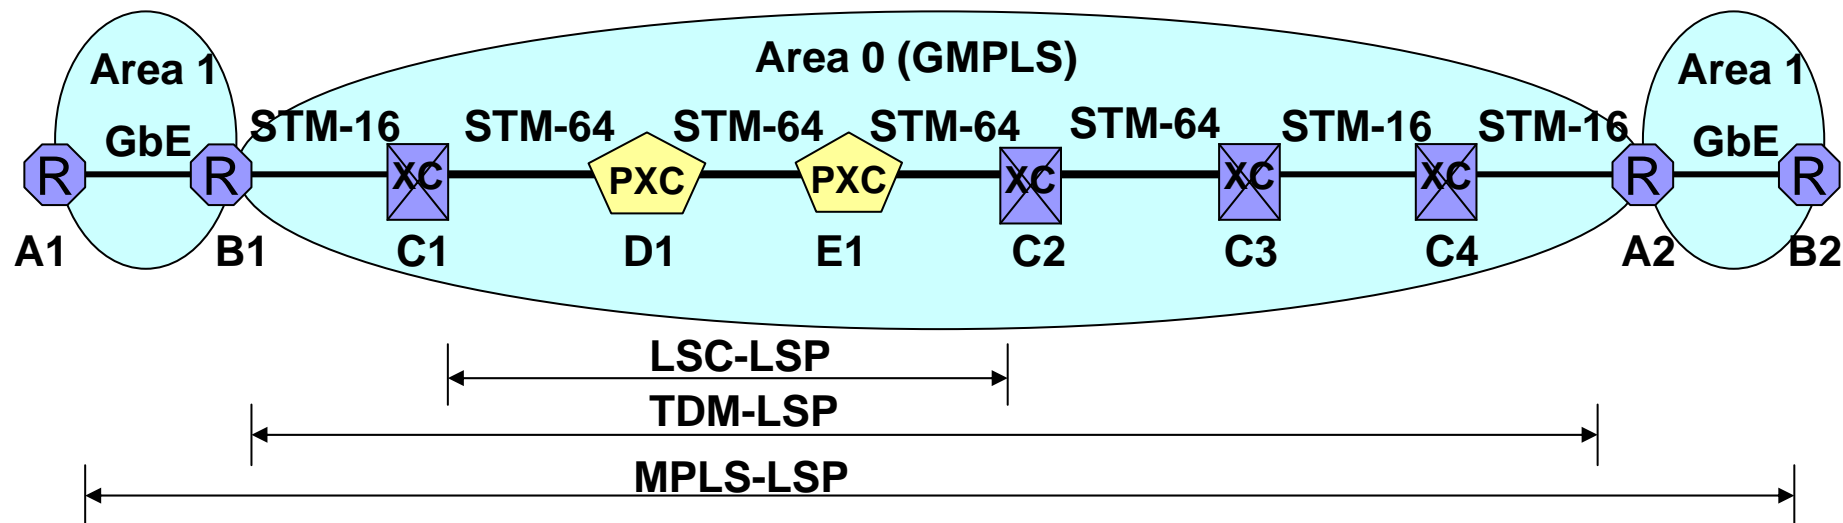 Area 0 (GMPLS)
Area 1
Area 1
STM-16 STM-64 STM-64 STM-64 STM-64 STM-16 STM-16
GbE
GbE
R R XC PXC PXC XC XC XC R R
A1 B1 C1 D1 E1 C2 C3 C4 A2 B2
LSC-LSP
TDM-LSP
MPLS-LSP